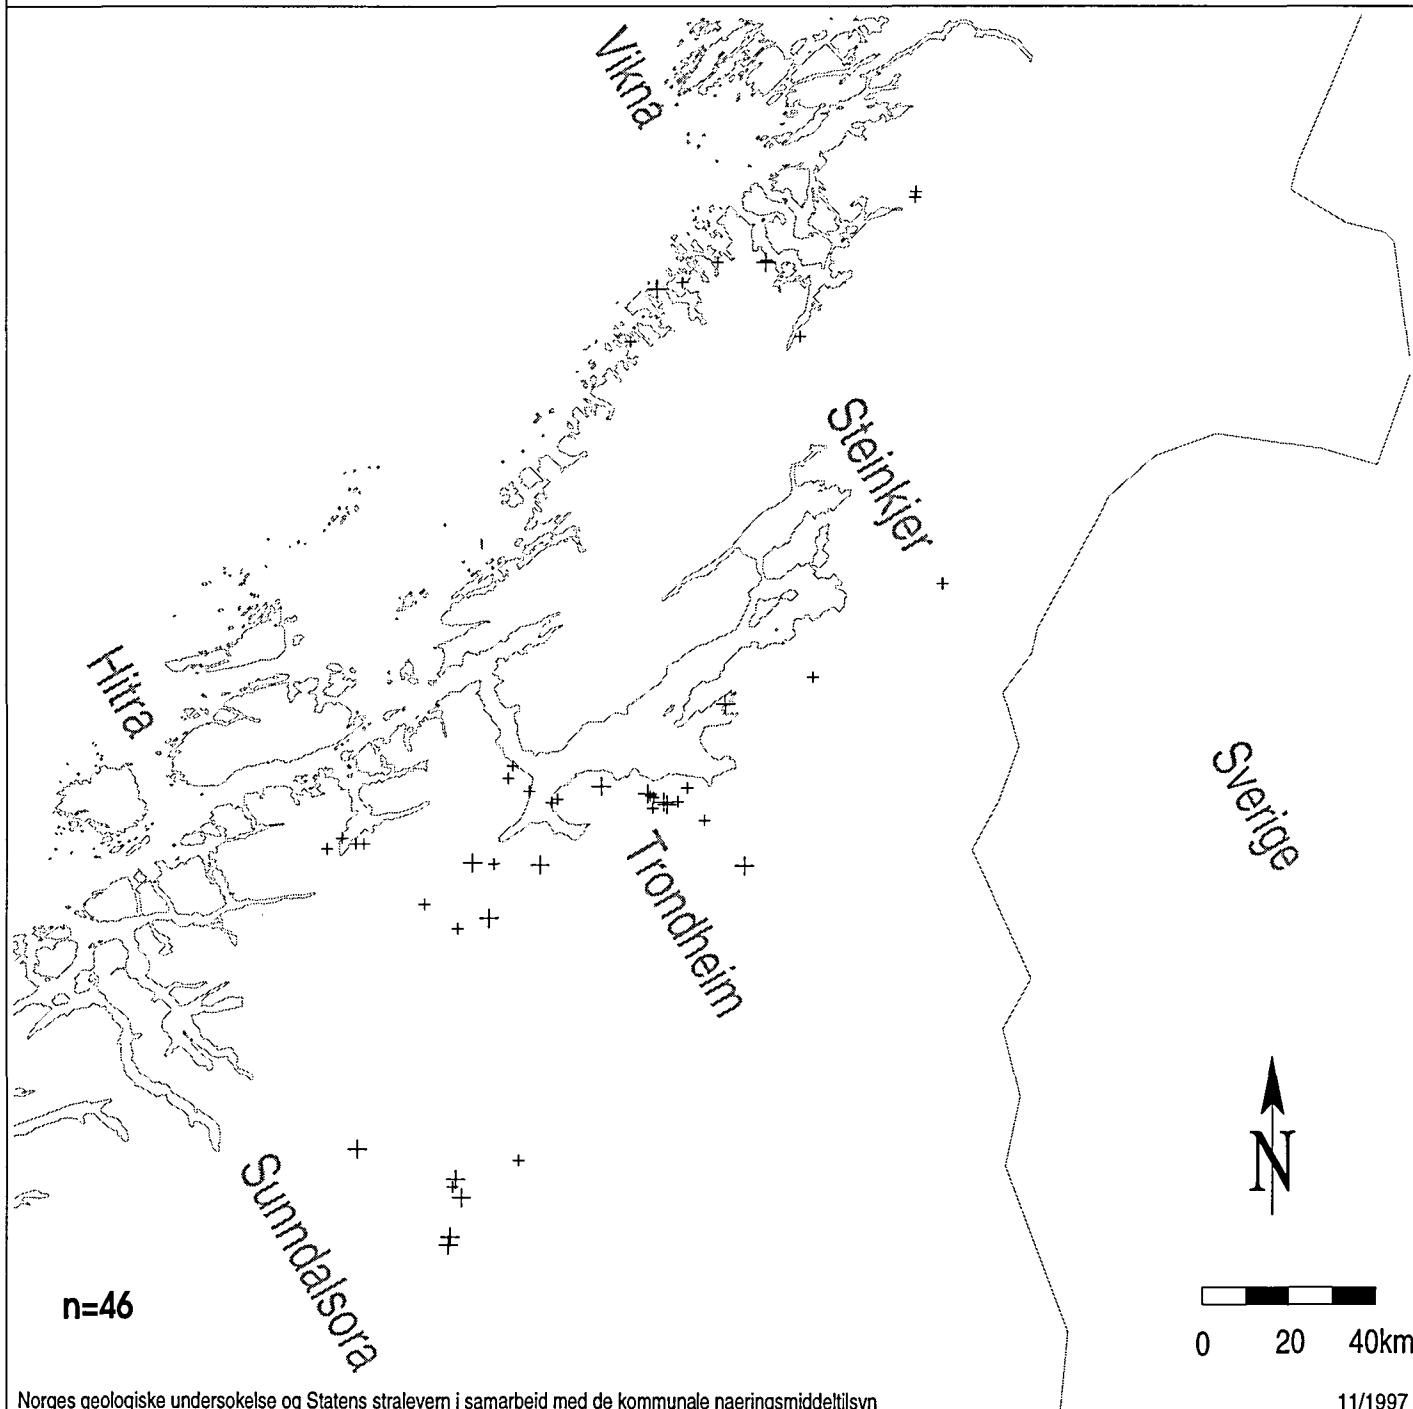 Vikna
Steinkjer
Hitra
Sverige
Trondheim
N
Sunndalsora
n=46
0 20 40km
Norges geologiske undersokelse og Statens stralevern i samarbeid med de kommunale naeringsmiddeltilsyn
11/1997